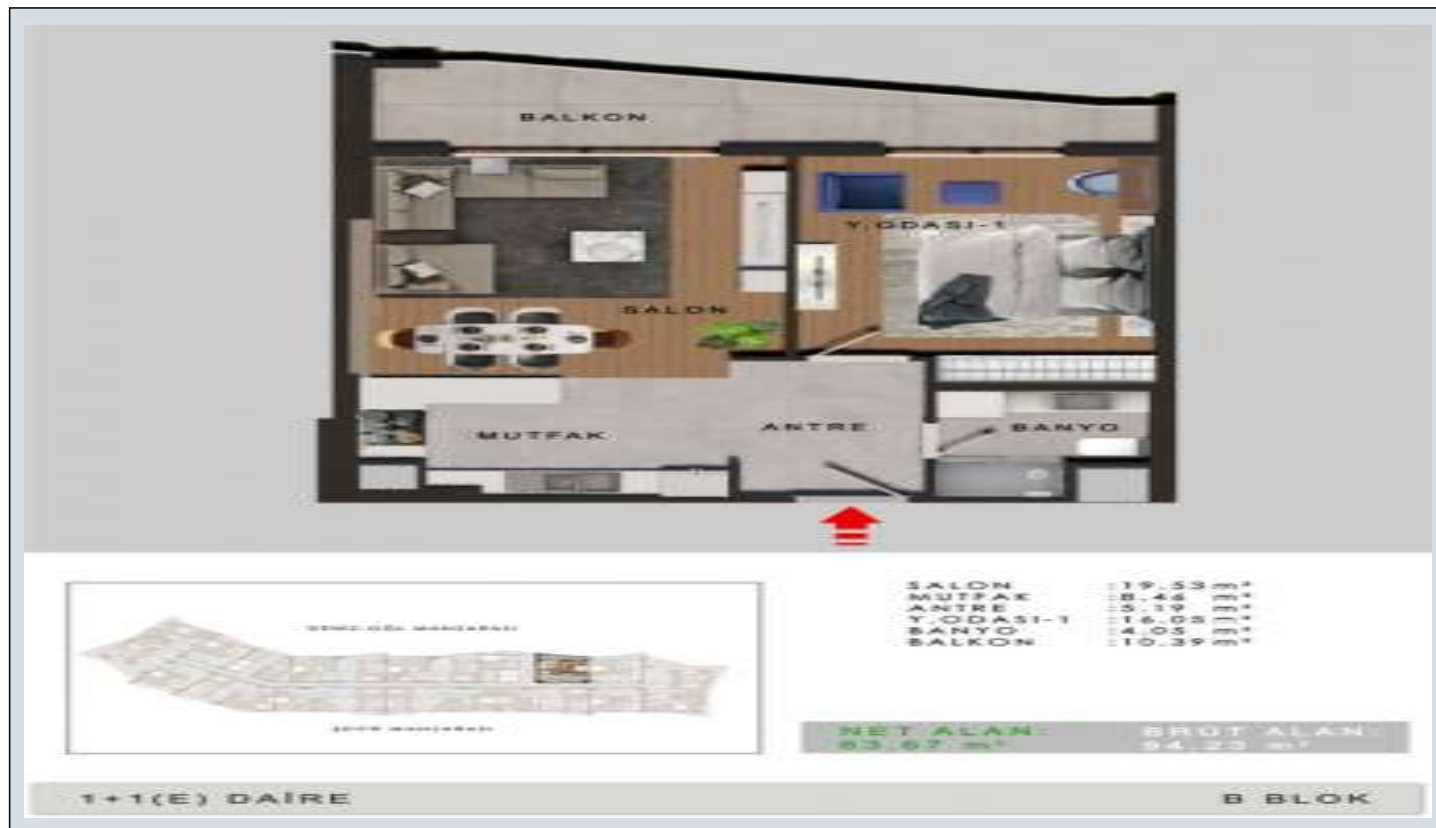 BALKON
Y.ODASI-1
SALON
MUTFAK
ANTRE
BANYO
SALON :19.53 m²
MUTFAK :8.46 m²
ANTRE :5.19 m²
Y.ODASI-1 :16.05 m²
BANYO :4.05 m²
BALKON :10.39 m²
NET ALAN: BRÜT ALAN:
63.67 m² 94.23 m²
1+1(E) DAİRE B BLOK